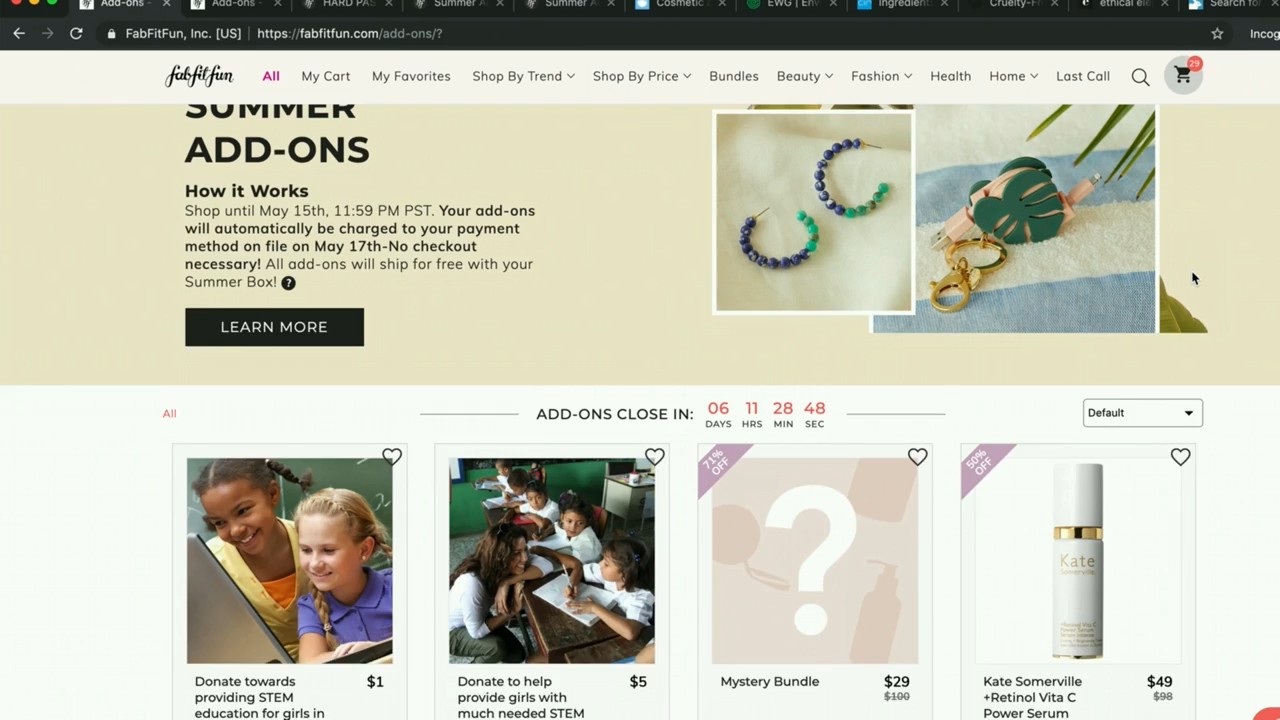 Add-ons -
Add-ons -
HARD PAS
Summer A
Summer A
Cosmetic
EWG | Env
Ingredient
Cruelty-Fr
ethical ele
Search for
FabFitFun, Inc. [US] https://fabfitfun.com/add-ons/?
Incog
fabfitfun
All
My Cart
My Favorites
Shop By Trend
Shop By Price
Bundles
Beauty
Fashion
Health
Home
Last Call
29
SUMMER
ADD-ONS
How it Works
Shop until May 15th, 11:59 PM PST. Your add-ons
will automatically be charged to your payment
method on file on May 17th-No checkout
necessary! All add-ons will ship for free with your
Summer Box! ?
LEARN MORE
All
ADD-ONS CLOSE IN:
06 11 28 48
DAYS HRS MIN SEC
Default
71%
OFF
50%
OFF
?
Kate
Somerville
Donate towards
providing STEM
education for girls in
$1
Donate to help
provide girls with
much needed STEM
$5
Mystery Bundle
$29
$100
Kate Somerville
+Retinol Vita C
Power Serum
$49
$98